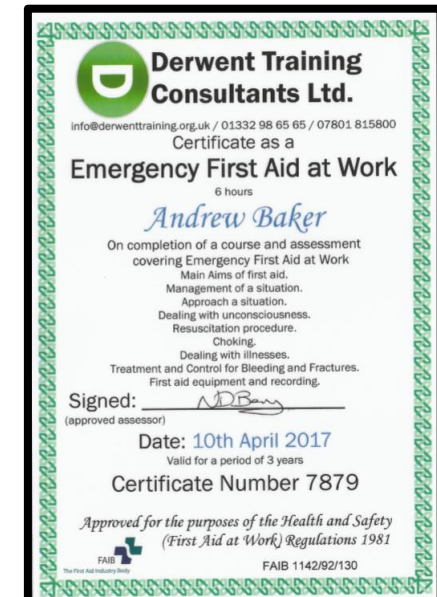 D
Derwent Training
Consultants Ltd.
info@derwenttraining.org.uk / 01332 98 65 65 / 07801 815800
Certificate as a
Emergency First Aid at Work
6 hours
Andrew Baker
On completion of a course and assessment
covering Emergency First Aid at Work
Main Aims of first aid.
Management of a situation.
Approach a situation.
Dealing with unconsciousness.
Resuscitation procedure.
Choking.
Dealing with illnesses.
Treatment and Control for Bleeding and Fractures.
First aid equipment and recording.
Signed:
(approved assessor)
Date: 10th April 2017
Valid for a period of 3 years
Certificate Number 7879
Approved for the purposes of the Health and Safety
(First Aid at Work) Regulations 1981
FAIB
The First Aid Industry Body
FAIB 1142/92/130